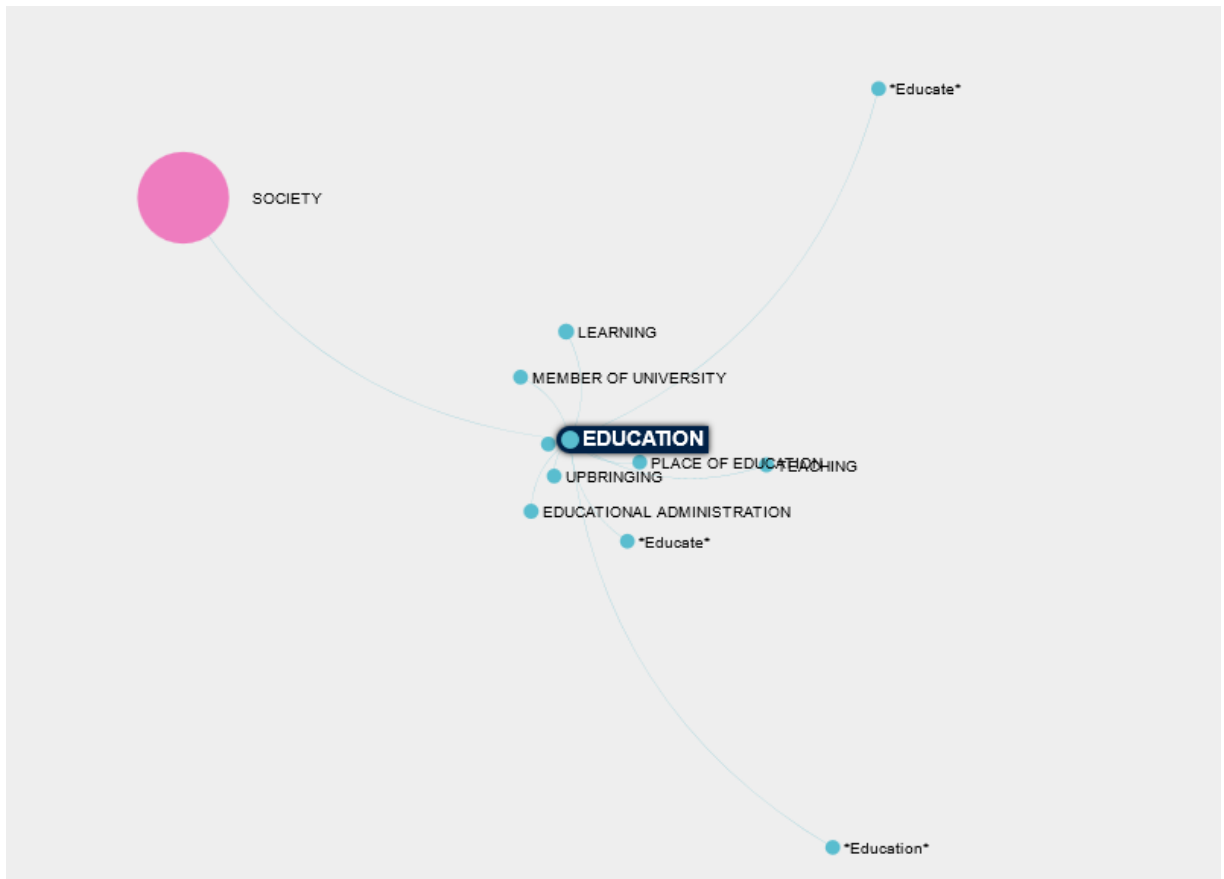 *Educate*
SOCIETY
LEARNING
MEMBER OF UNIVERSITY
EDUCATION
PLACE OF EDUCATION
TEACHING
UPBRINGING
EDUCATIONAL ADMINISTRATION
*Educate*
*Education*